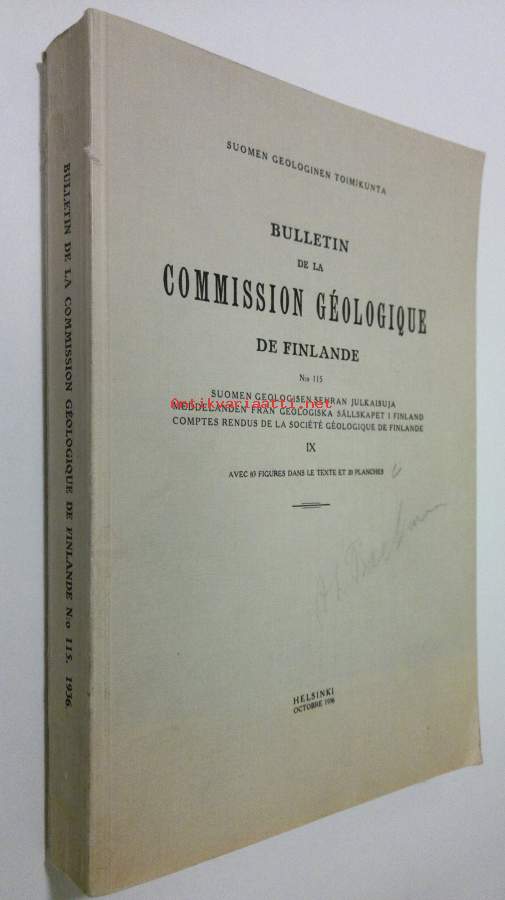 SUOMEN GEOLOGINEN TOIMIKUNTA
BULLETIN
DE LA
COMMISSION GÉOLOGIQUE
DE FINLANDE
N:o 115
SUOMEN GEOLOGISEN SEURAN JULKAISUJA
MEDDELANDEN FRÅN GEOLOGISKA SÄLLSKAPET I FINLAND
COMPTES RENDUS DE LA SOCIÉTÉ GÉOLOGIQUE DE FINLANDE
IX
AVEC 83 FIGURES DANS LE TEXTE ET 20 PLANCHES
HELSINKI
OCTOBRE 1936
BULLETIN DE LA COMMISSION GÉOLOGIQUE DE FINLANDE N:o 115, 1936
antikvariaatti.net